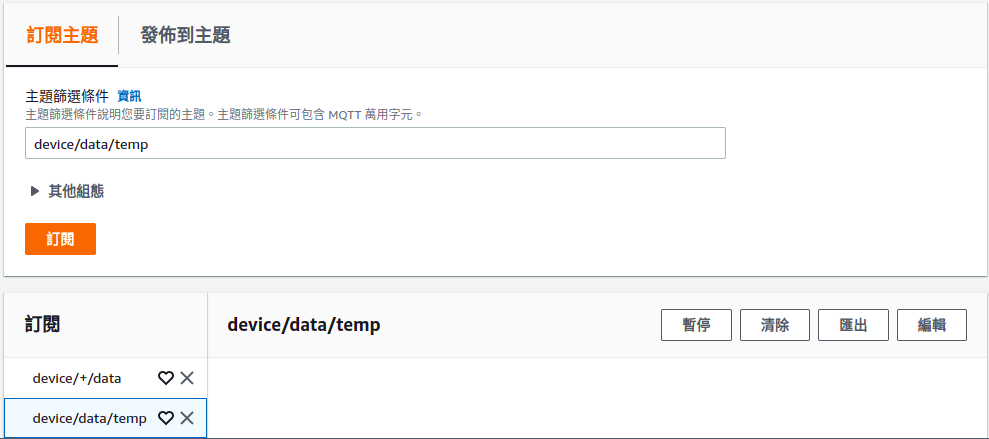 訂閱主題
發佈到主題
主題篩選條件 資訊
主題篩選條件說明您要訂閱的主題。主題篩選條件可包含 MQTT 萬用字元。
device/data/temp
其他組態
訂閱
訂閱
device/data/temp
暫停
清除
匯出
編輯
device/+/data
device/data/temp